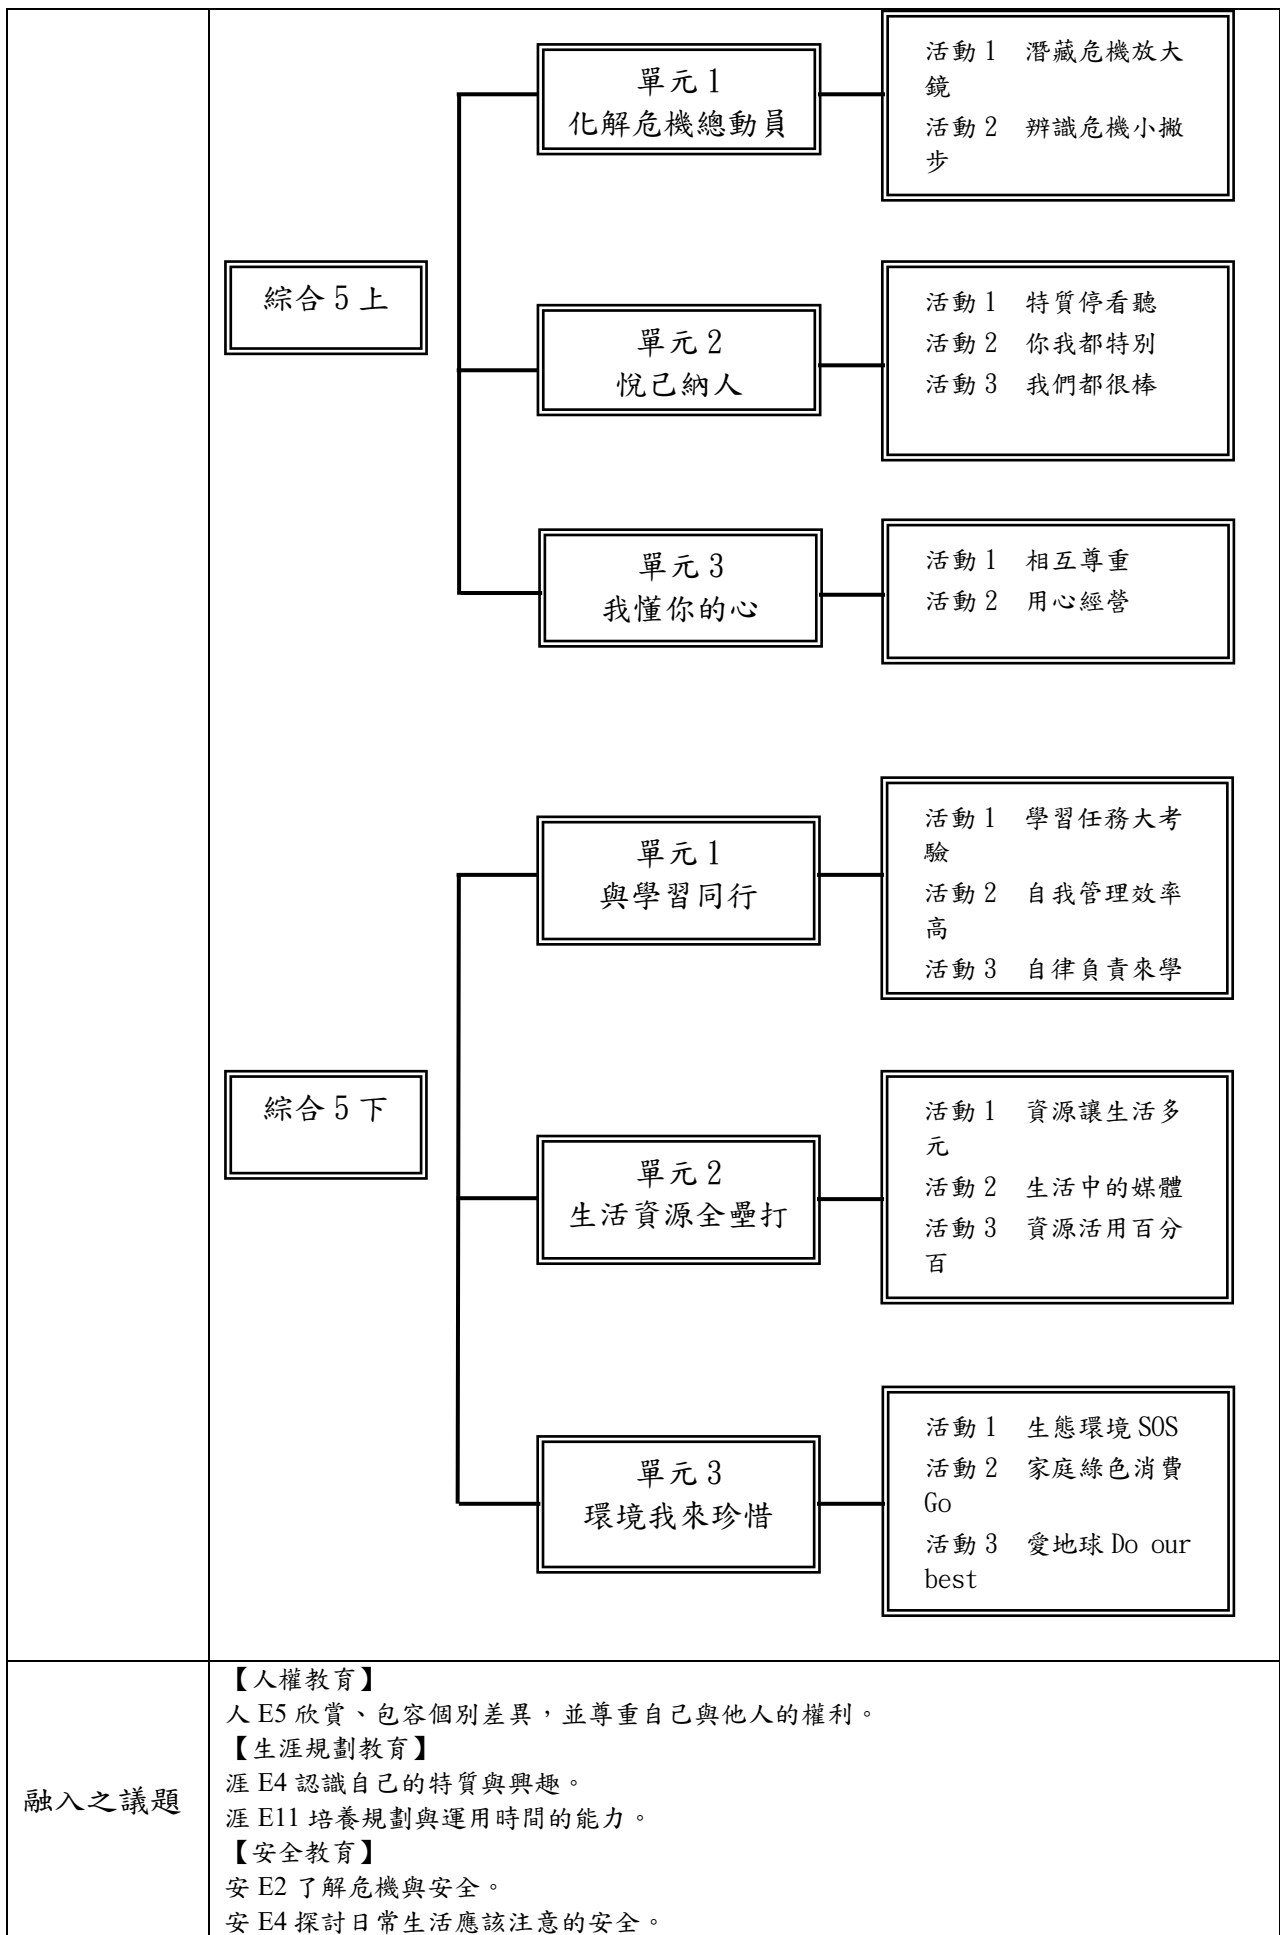 綜合 5 上
單元 1
化解危機總動員
活動 1　潛藏危機放大
鏡
活動 2　辨識危機小撇
步
單元 2
悅己納人
活動 1　特質停看聽
活動 2　你我都特別
活動 3　我們都很棒
單元 3
我懂你的心
活動 1　相互尊重
活動 2　用心經營
綜合 5 下
單元 1
與學習同行
活動 1　學習任務大考
驗
活動 2　自我管理效率
高
活動 3　自律負責來學
單元 2
生活資源全壘打
活動 1　資源讓生活多
元
活動 2　生活中的媒體
活動 3　資源活用百分
百
單元 3
環境我來珍惜
活動 1　生態環境 SOS
活動 2　家庭綠色消費
Go
活動 3　愛地球 Do our
best
融入之議題
【人權教育】
人 E5 欣賞、包容個別差異，並尊重自己與他人的權利。
【生涯規劃教育】
涯 E4 認識自己的特質與興趣。
涯 E11 培養規劃與運用時間的能力。
【安全教育】
安 E2 了解危機與安全。
安 E4 探討日常生活應該注意的安全。